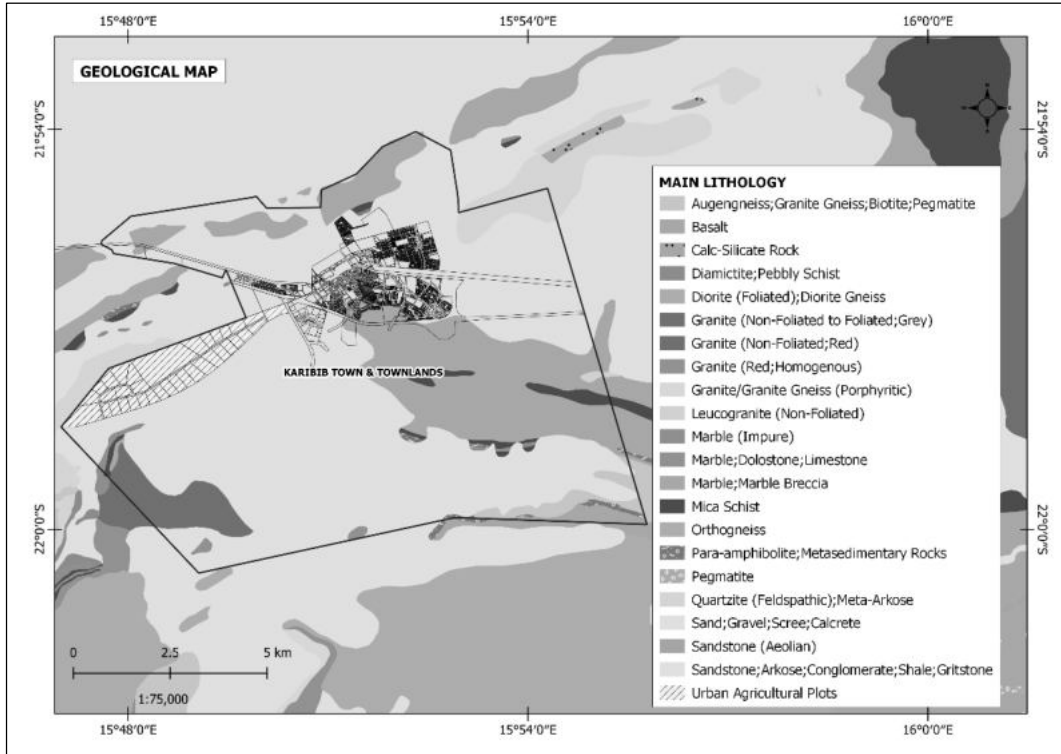 15°48'0"E 15°54'0"E 16°0'0"E
GEOLOGICAL MAP
21°54'0"S 21°54'0"S
MAIN LITHOLOGY
Augengneiss;Granite Gneiss;Biotite;Pegmatite
Basalt
Calc-Silicate Rock
Diamictite;Pebbly Schist
Diorite (Foliated);Diorite Gneiss
Granite (Non-Foliated to Foliated;Grey)
Granite (Non-Foliated;Red)
Granite (Red;Homogenous)
Granite/Granite Gneiss (Porphyritic)
Leucogranite (Non-Foliated)
Marble (Impure)
Marble;Dolostone;Limestone
Marble;Marble Breccia
Mica Schist
Orthogneiss
Para-amphibolite;Metasedimentary Rocks
Pegmatite
Quartzite (Feldspathic);Meta-Arkose
Sand;Gravel;Scree;Calcrete
Sandstone (Aeolian)
Sandstone;Arkose;Conglomerate;Shale;Gritstone
Urban Agricultural Plots
KARIBIB TOWN & TOWNLANDS
22°0'0"S 22°0'0"S
0 2.5 5 km
1:75,000
15°48'0"E 15°54'0"E 16°0'0"E